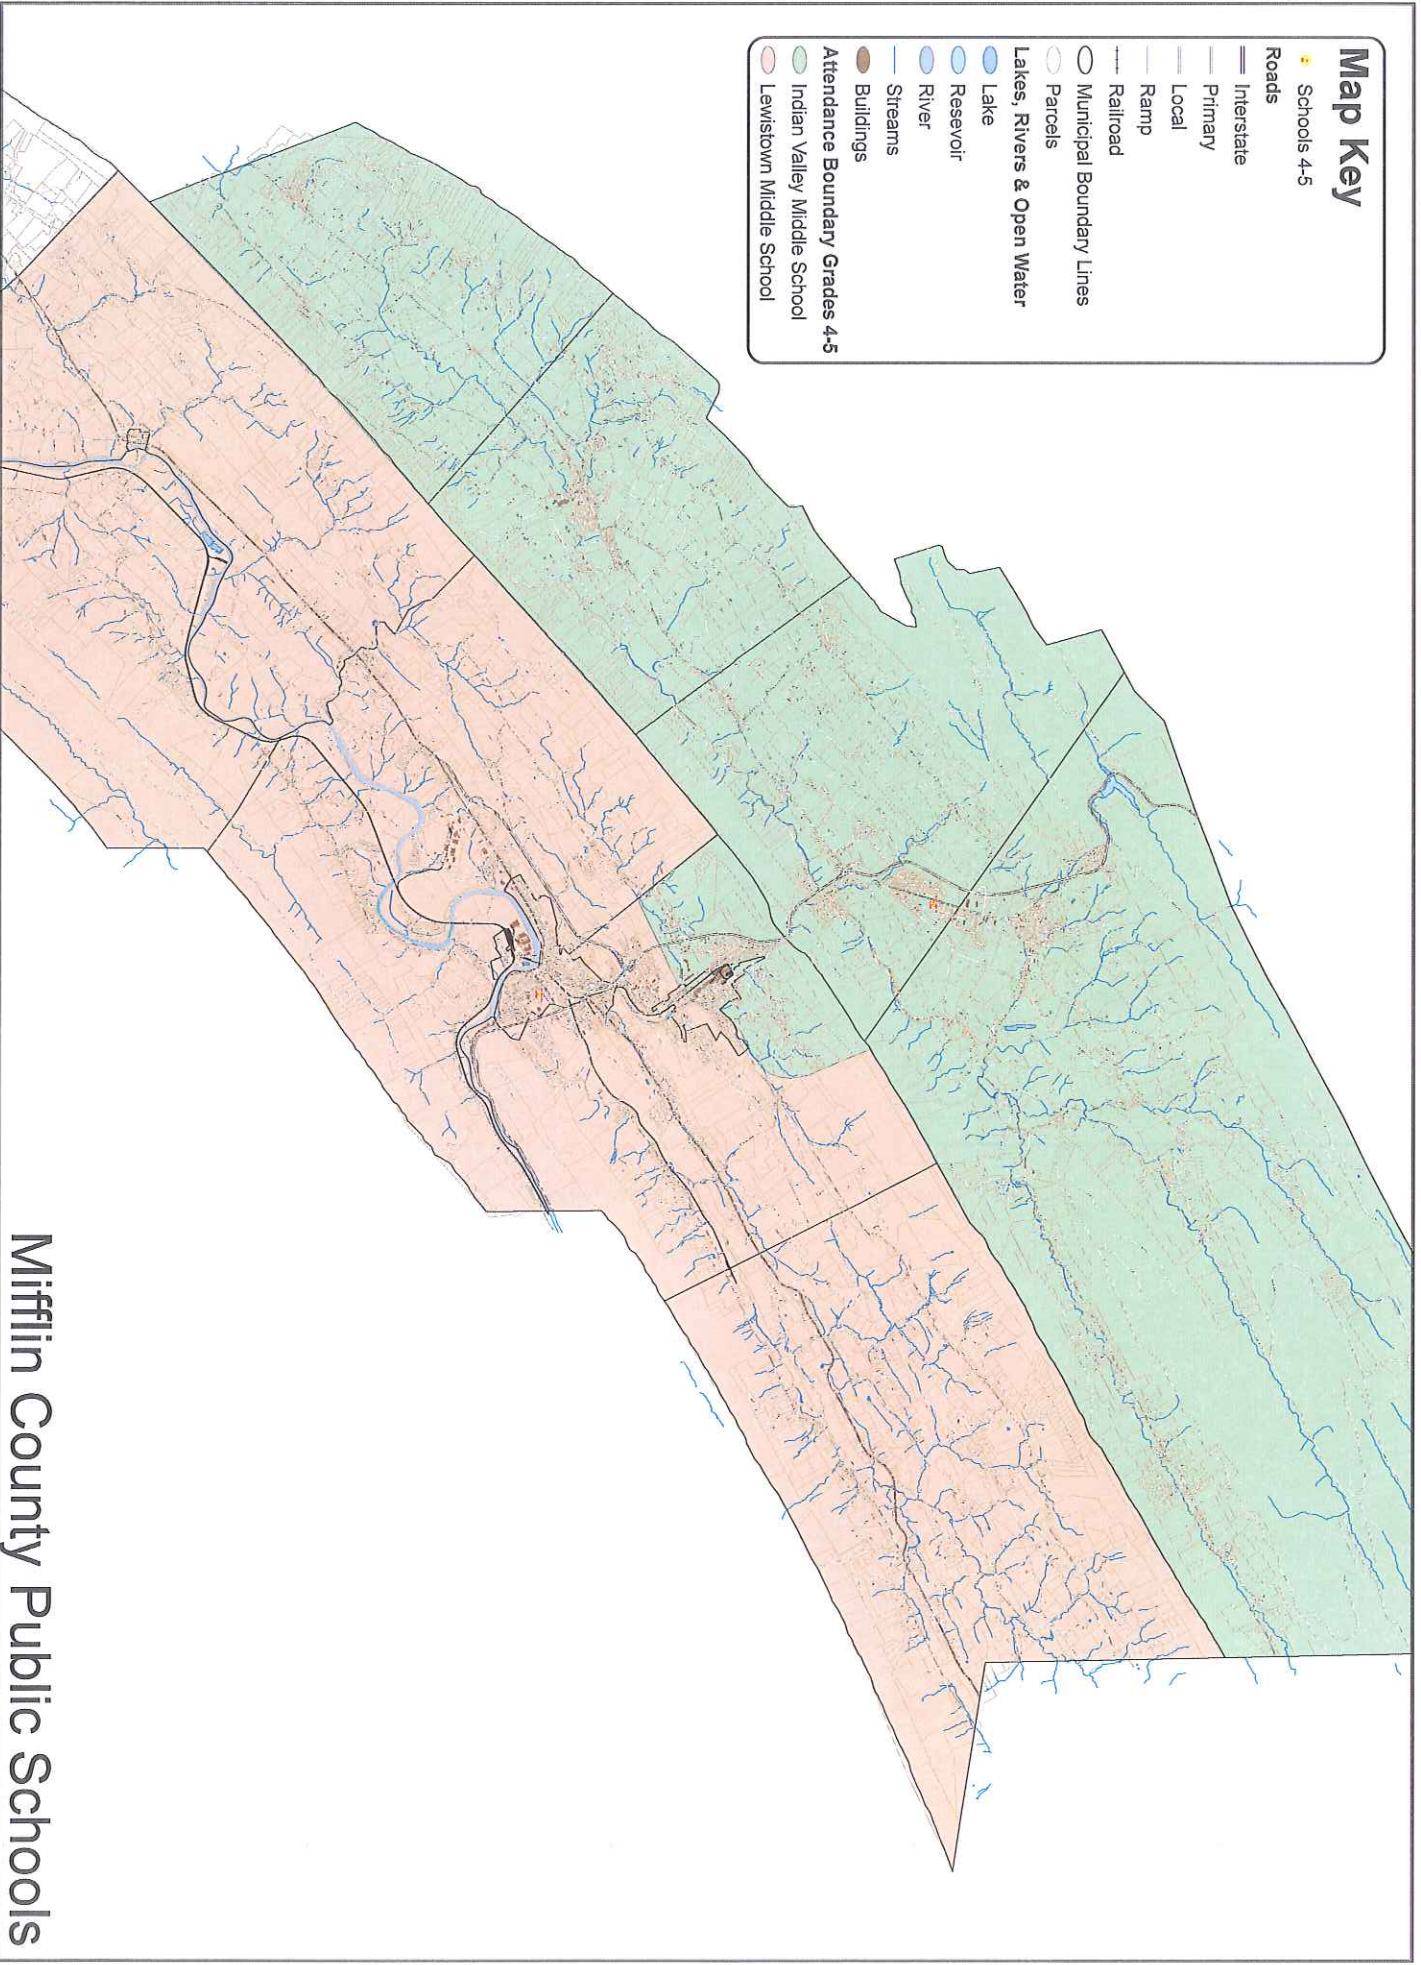 Map Key
Schools 4-5
Roads
Interstate
Primary
Local
Ramp
Railroad
Municipal Boundary Lines
Parcels
Lakes, Rivers & Open Water
Lake
Resevoir
River
Streams
Buildings
Attendance Boundary Grades 4-5
Indian Valley Middle School
Lewistown Middle School
Mifflin County Public Schools